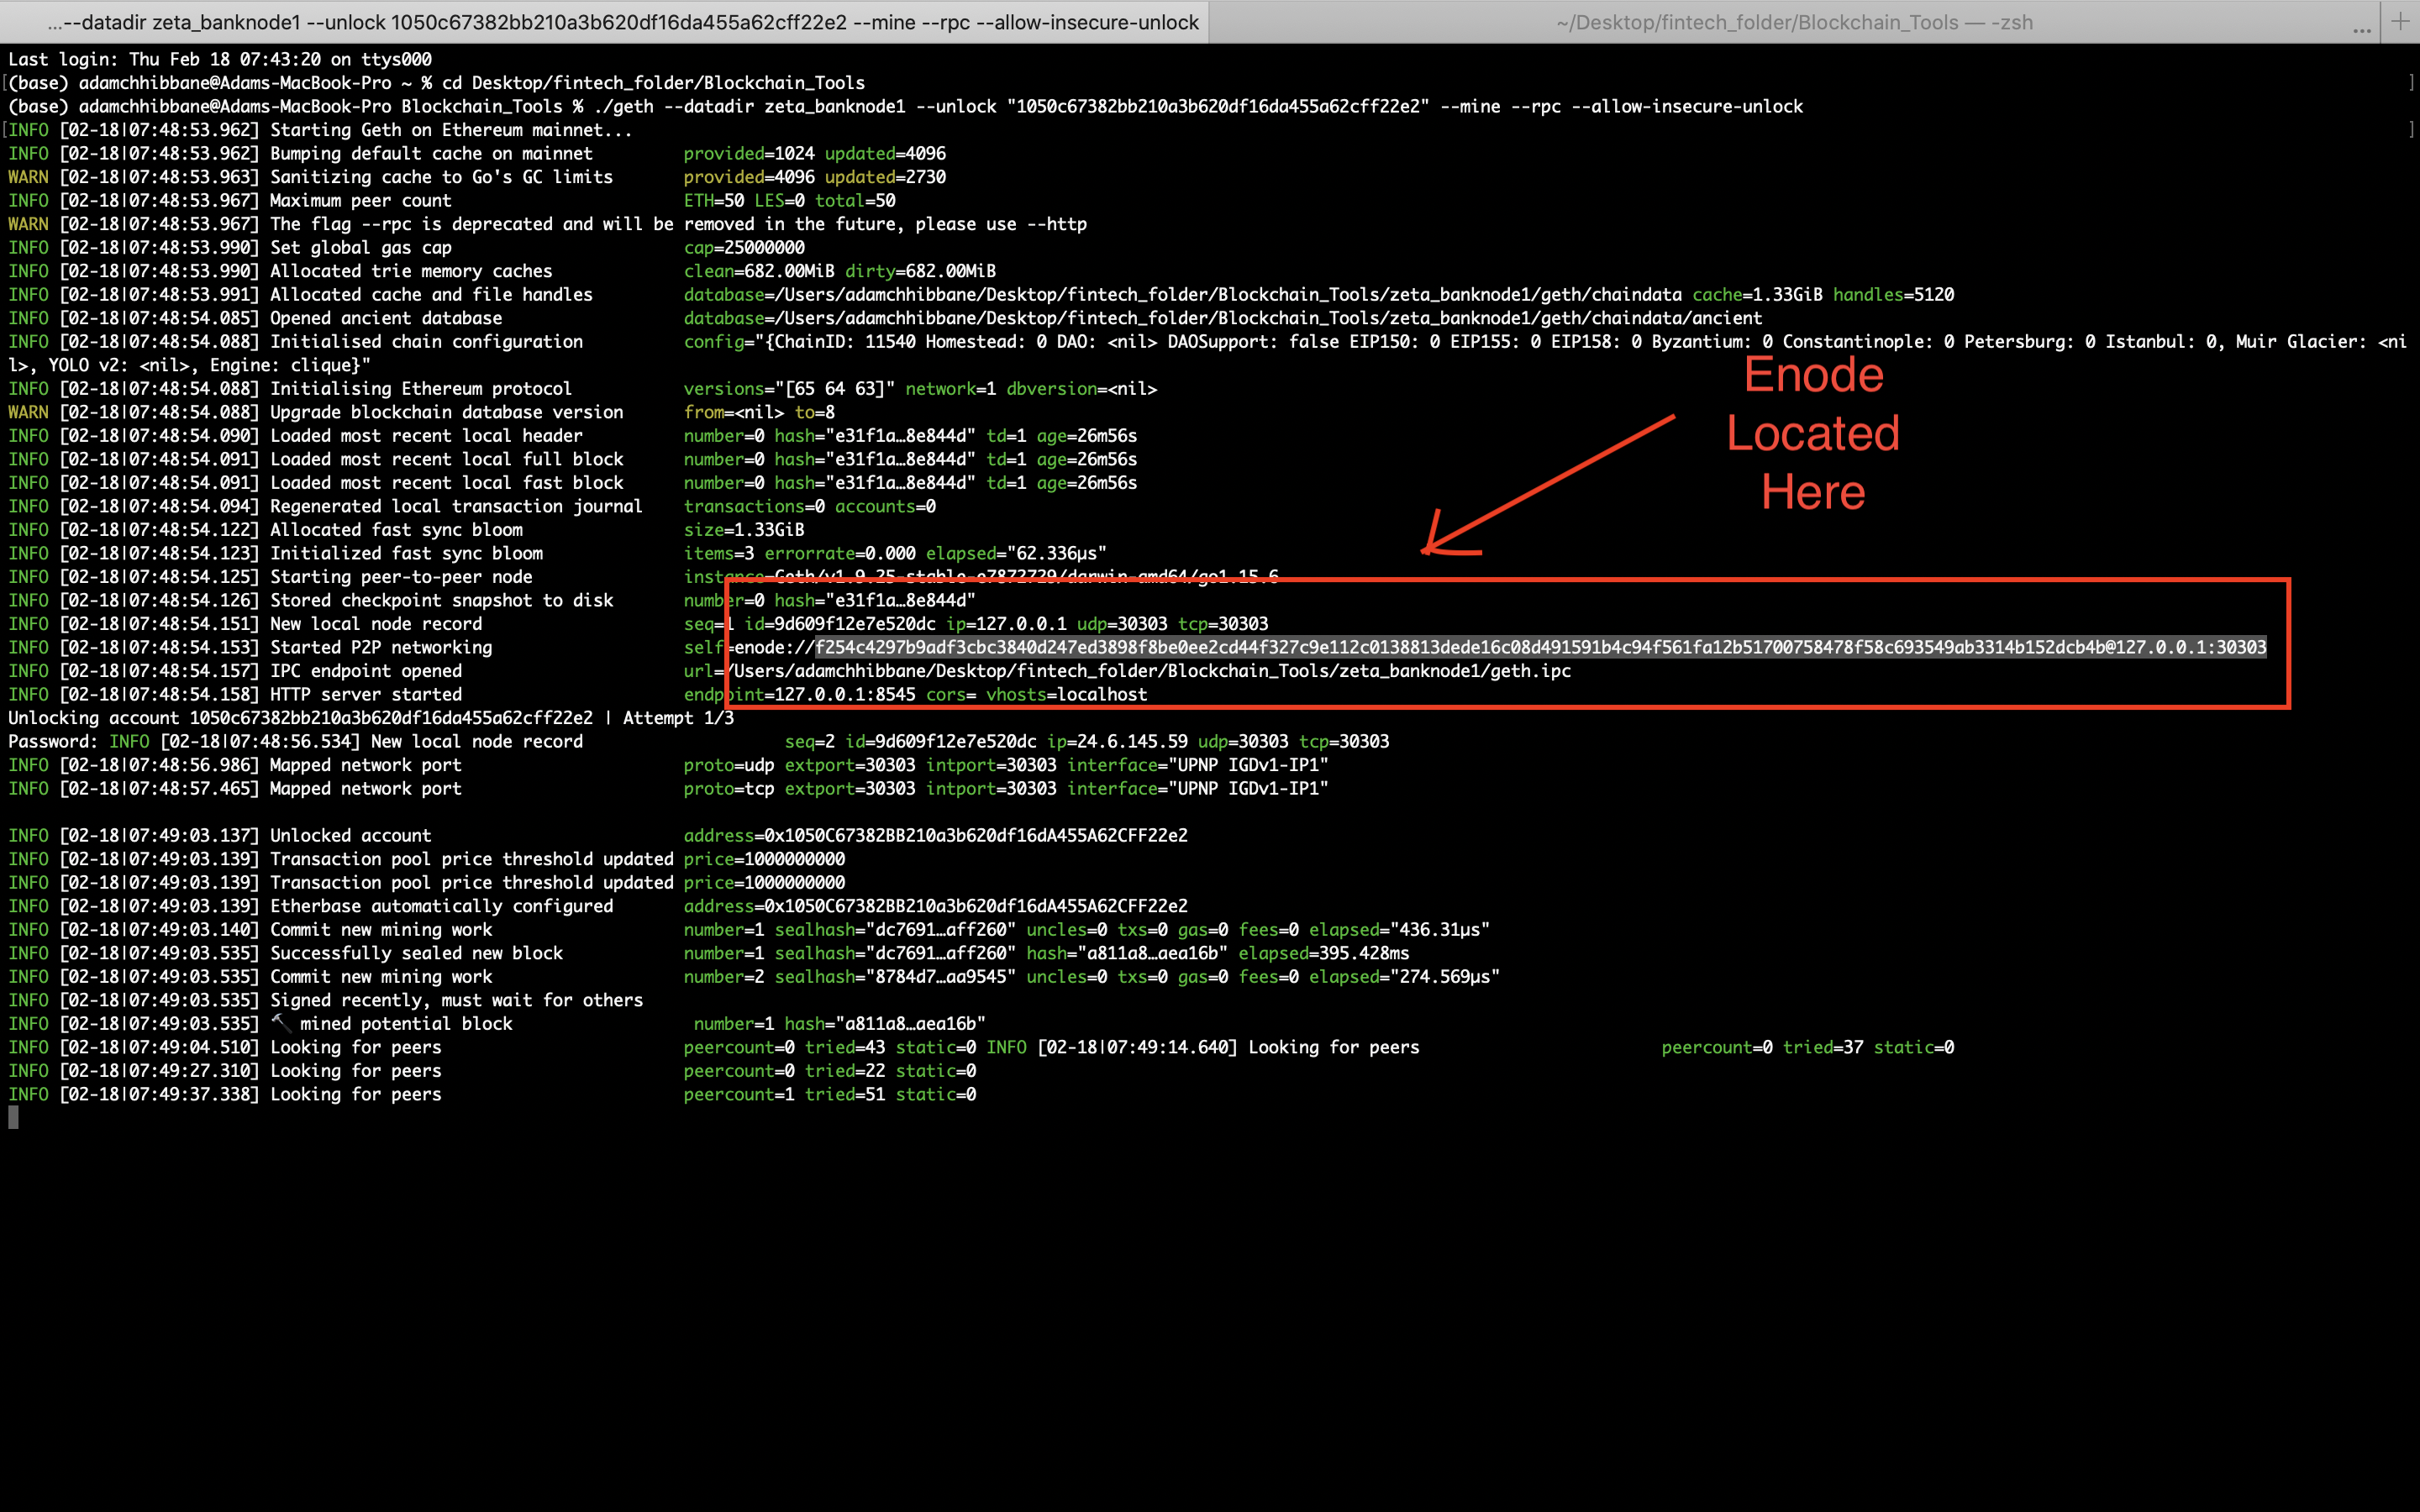 ...--datadir zeta_banknode1 --unlock 1050c67382bb210a3b620df16da455a62cff22e2 --mine --rpc --allow-insecure-unlock
~/Desktop/fintech_folder/Blockchain_Tools — -zsh
...
+
Last login: Thu Feb 18 07:43:20 on ttys000
[(base) adamchhibbane@Adams-MacBook-Pro ~ % cd Desktop/fintech_folder/Blockchain_Tools ]
(base) adamchhibbane@Adams-MacBook-Pro Blockchain_Tools % ./geth --datadir zeta_banknode1 --unlock "1050c67382bb210a3b620df16da455a62cff22e2" --mine --rpc --allow-insecure-unlock
[INFO [02-18|07:48:53.962] Starting Geth on Ethereum mainnet... ]
INFO [02-18|07:48:53.962] Bumping default cache on mainnet provided=1024 updated=4096
WARN [02-18|07:48:53.963] Sanitizing cache to Go's GC limits provided=4096 updated=2730
INFO [02-18|07:48:53.967] Maximum peer count ETH=50 LES=0 total=50
WARN [02-18|07:48:53.967] The flag --rpc is deprecated and will be removed in the future, please use --http
INFO [02-18|07:48:53.990] Set global gas cap cap=25000000
INFO [02-18|07:48:53.990] Allocated trie memory caches clean=682.00MiB dirty=682.00MiB
INFO [02-18|07:48:53.991] Allocated cache and file handles database=/Users/adamchhibbane/Desktop/fintech_folder/Blockchain_Tools/zeta_banknode1/geth/chaindata cache=1.33GiB handles=5120
INFO [02-18|07:48:54.085] Opened ancient database database=/Users/adamchhibbane/Desktop/fintech_folder/Blockchain_Tools/zeta_banknode1/geth/chaindata/ancient
INFO [02-18|07:48:54.088] Initialised chain configuration config="{ChainID: 11540 Homestead: 0 DAO: <nil> DAOSupport: false EIP150: 0 EIP155: 0 EIP158: 0 Byzantium: 0 Constantinople: 0 Petersburg: 0 Istanbul: 0, Muir Glacier: <ni
l>, YOLO v2: <nil>, Engine: clique}"
INFO [02-18|07:48:54.088] Initialising Ethereum protocol versions="[65 64 63]" network=1 dbversion=<nil>
WARN [02-18|07:48:54.088] Upgrade blockchain database version from=<nil> to=8
INFO [02-18|07:48:54.090] Loaded most recent local header number=0 hash="e31f1a…8e844d" td=1 age=26m56s
INFO [02-18|07:48:54.091] Loaded most recent local full block number=0 hash="e31f1a…8e844d" td=1 age=26m56s
INFO [02-18|07:48:54.091] Loaded most recent local fast block number=0 hash="e31f1a…8e844d" td=1 age=26m56s
INFO [02-18|07:48:54.094] Regenerated local transaction journal transactions=0 accounts=0
INFO [02-18|07:48:54.122] Allocated fast sync bloom size=1.33GiB
INFO [02-18|07:48:54.123] Initialized fast sync bloom items=3 errorrate=0.000 elapsed="62.336µs"
INFO [02-18|07:48:54.125] Starting peer-to-peer node instance=Geth/v1.9.25-stable-e7872729/darwin-amd64/go1.15.6
INFO [02-18|07:48:54.126] Stored checkpoint snapshot to disk number=0 hash="e31f1a…8e844d"
INFO [02-18|07:48:54.151] New local node record seq=1 id=9d609f12e7e520dc ip=127.0.0.1 udp=30303 tcp=30303
INFO [02-18|07:48:54.153] Started P2P networking self=enode://f254c4297b9adf3cbc3840d247ed3898f8be0ee2cd44f327c9e112c0138813dede16c08d491591b4c94f561fa12b51700758478f58c693549ab3314b152dcb4b@127.0.0.1:30303
INFO [02-18|07:48:54.157] IPC endpoint opened url=/Users/adamchhibbane/Desktop/fintech_folder/Blockchain_Tools/zeta_banknode1/geth.ipc
INFO [02-18|07:48:54.158] HTTP server started endpoint=127.0.0.1:8545 cors= vhosts=localhost
Unlocking account 1050c67382bb210a3b620df16da455a62cff22e2 | Attempt 1/3
Password: INFO [02-18|07:48:56.534] New local node record seq=2 id=9d609f12e7e520dc ip=24.6.145.59 udp=30303 tcp=30303
INFO [02-18|07:48:56.986] Mapped network port proto=udp extport=30303 intport=30303 interface="UPNP IGDv1-IP1"
INFO [02-18|07:48:57.465] Mapped network port proto=tcp extport=30303 intport=30303 interface="UPNP IGDv1-IP1"
INFO [02-18|07:49:03.137] Unlocked account address=0x1050C67382BB210a3b620df16dA455A62CFF22e2
INFO [02-18|07:49:03.139] Transaction pool price threshold updated price=1000000000
INFO [02-18|07:49:03.139] Transaction pool price threshold updated price=1000000000
INFO [02-18|07:49:03.139] Etherbase automatically configured address=0x1050C67382BB210a3b620df16dA455A62CFF22e2
INFO [02-18|07:49:03.140] Commit new mining work number=1 sealhash="dc7691…aff260" uncles=0 txs=0 gas=0 fees=0 elapsed="436.31µs"
INFO [02-18|07:49:03.535] Successfully sealed new block number=1 sealhash="dc7691…aff260" hash="a811a8…aea16b" elapsed=395.428ms
INFO [02-18|07:49:03.535] Commit new mining work number=2 sealhash="8784d7…aa9545" uncles=0 txs=0 gas=0 fees=0 elapsed="274.569µs"
INFO [02-18|07:49:03.535] Signed recently, must wait for others
INFO [02-18|07:49:03.535] 🔨 mined potential block number=1 hash="a811a8…aea16b"
INFO [02-18|07:49:04.510] Looking for peers peercount=0 tried=43 static=0 INFO [02-18|07:49:14.640] Looking for peers peercount=0 tried=37 static=0
INFO [02-18|07:49:27.310] Looking for peers peercount=0 tried=22 static=0
INFO [02-18|07:49:37.338] Looking for peers peercount=1 tried=51 static=0
Enode
Located
Here